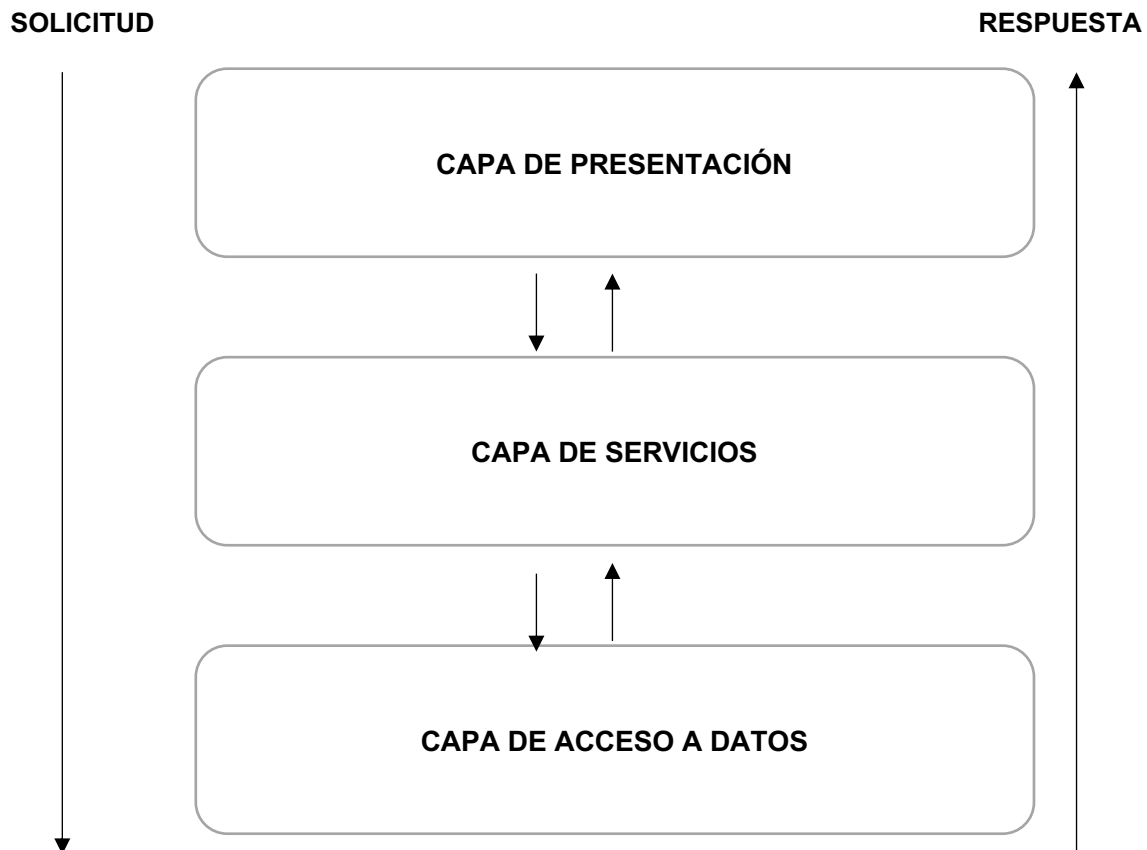 SOLICITUD
RESPUESTA
CAPA DE PRESENTACIÓN
CAPA DE SERVICIOS
CAPA DE ACCESO A DATOS